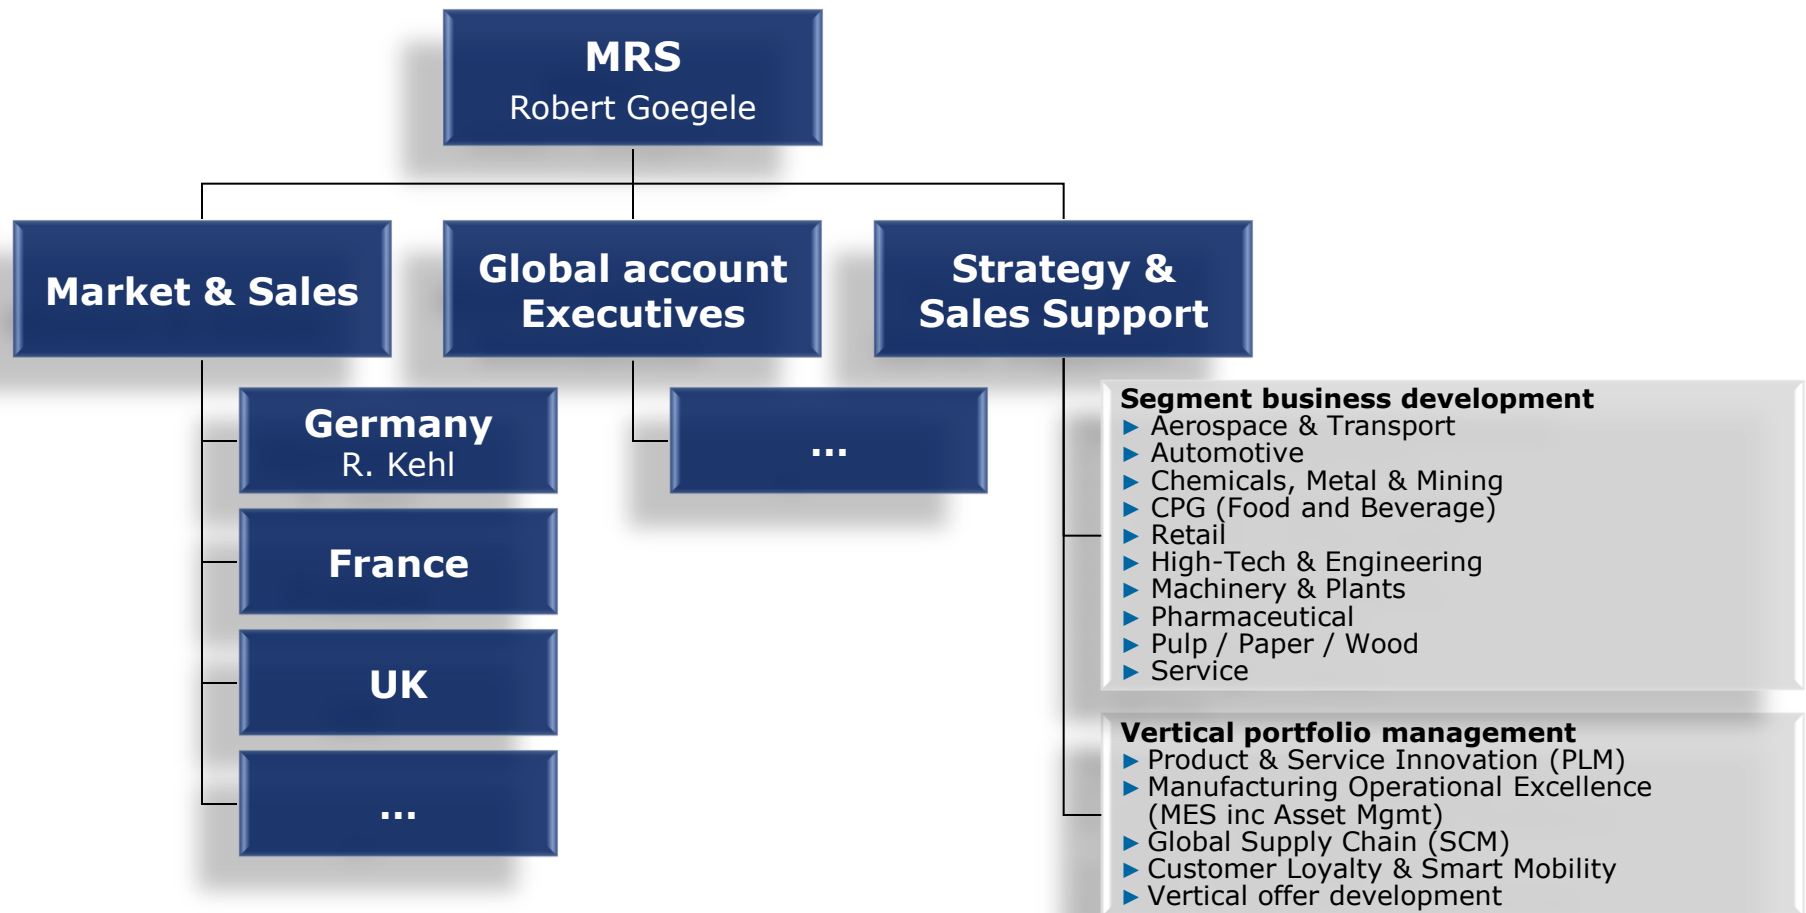 MRS
Robert Goegele
Market & Sales
Global account
Executives
Strategy &
Sales Support
Germany
R. Kehl
France
UK
...
...
Segment business development
► Aerospace & Transport
► Automotive
► Chemicals, Metal & Mining
► CPG (Food and Beverage)
► Retail
► High-Tech & Engineering
► Machinery & Plants
► Pharmaceutical
► Pulp / Paper / Wood
► Service
Vertical portfolio management
► Product & Service Innovation (PLM)
► Manufacturing Operational Excellence
(MES inc Asset Mgmt)
► Global Supply Chain (SCM)
► Customer Loyalty & Smart Mobility
► Vertical offer development